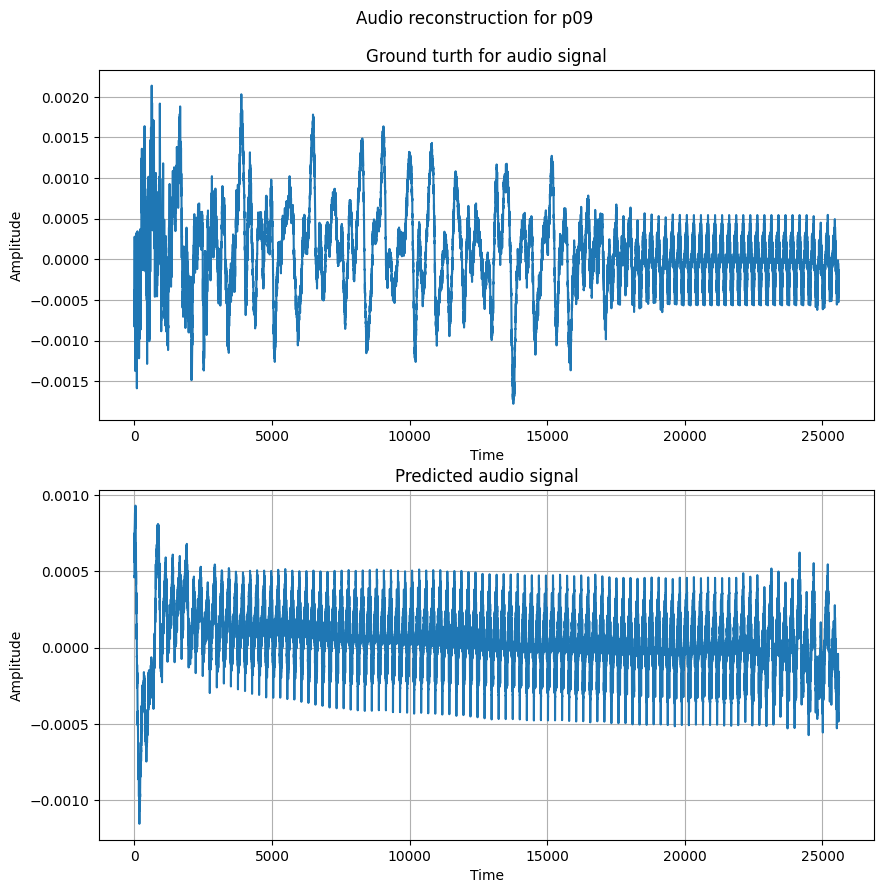 Audio reconstruction for p09
Ground turth for audio signal
0.0020
0.0015
0.0010
0.0005
0.0000
−0.0005
−0.0010
−0.0015
Amplitude
0 5000 10000 15000 20000 25000
Time
Predicted audio signal
0.0010
0.0005
0.0000
−0.0005
−0.0010
Amplitude
0 5000 10000 15000 20000 25000
Time